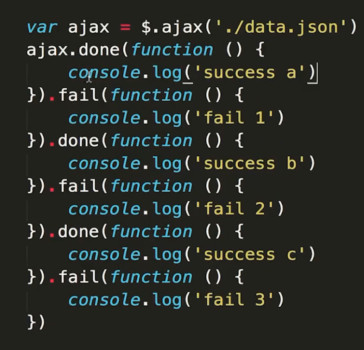 var ajax = $.ajax('./data.json')
ajax.done(function () {
    console.log('success a')
}).fail(function () {
    console.log('fail 1')
}).done(function () {
    console.log('success b')
}).fail(function () {
    console.log('fail 2')
}).done(function () {
    console.log('success c')
}).fail(function () {
    console.log('fail 3')
})